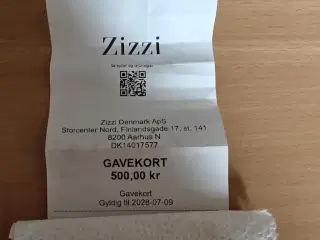 Zizzi
Zizzi Denmark ApS
Storcenter Nord, Finlandsgade 17, st. 141
8200 Aarhus N
DK14017577
GAVEKORT
500,00 kr
Gavekort
Gyldig til 2028-07-09